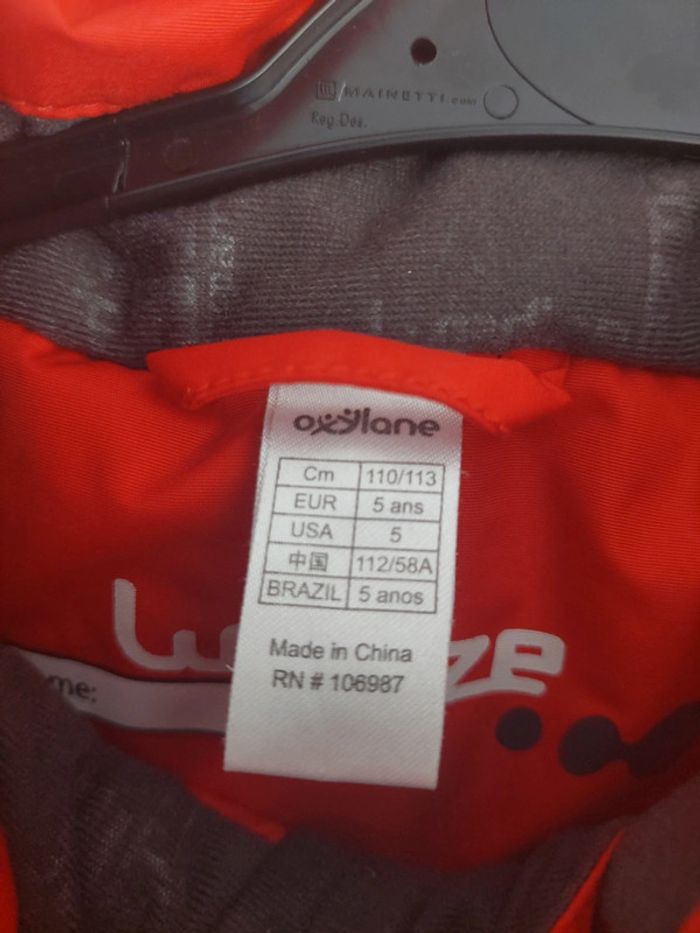 MAINETTI.com
Reg.Des.
oxylane
Cm 110/113
EUR 5 ans
USA 5
中国 112/58A
BRAZIL 5 anos
Made in China
RN # 106987